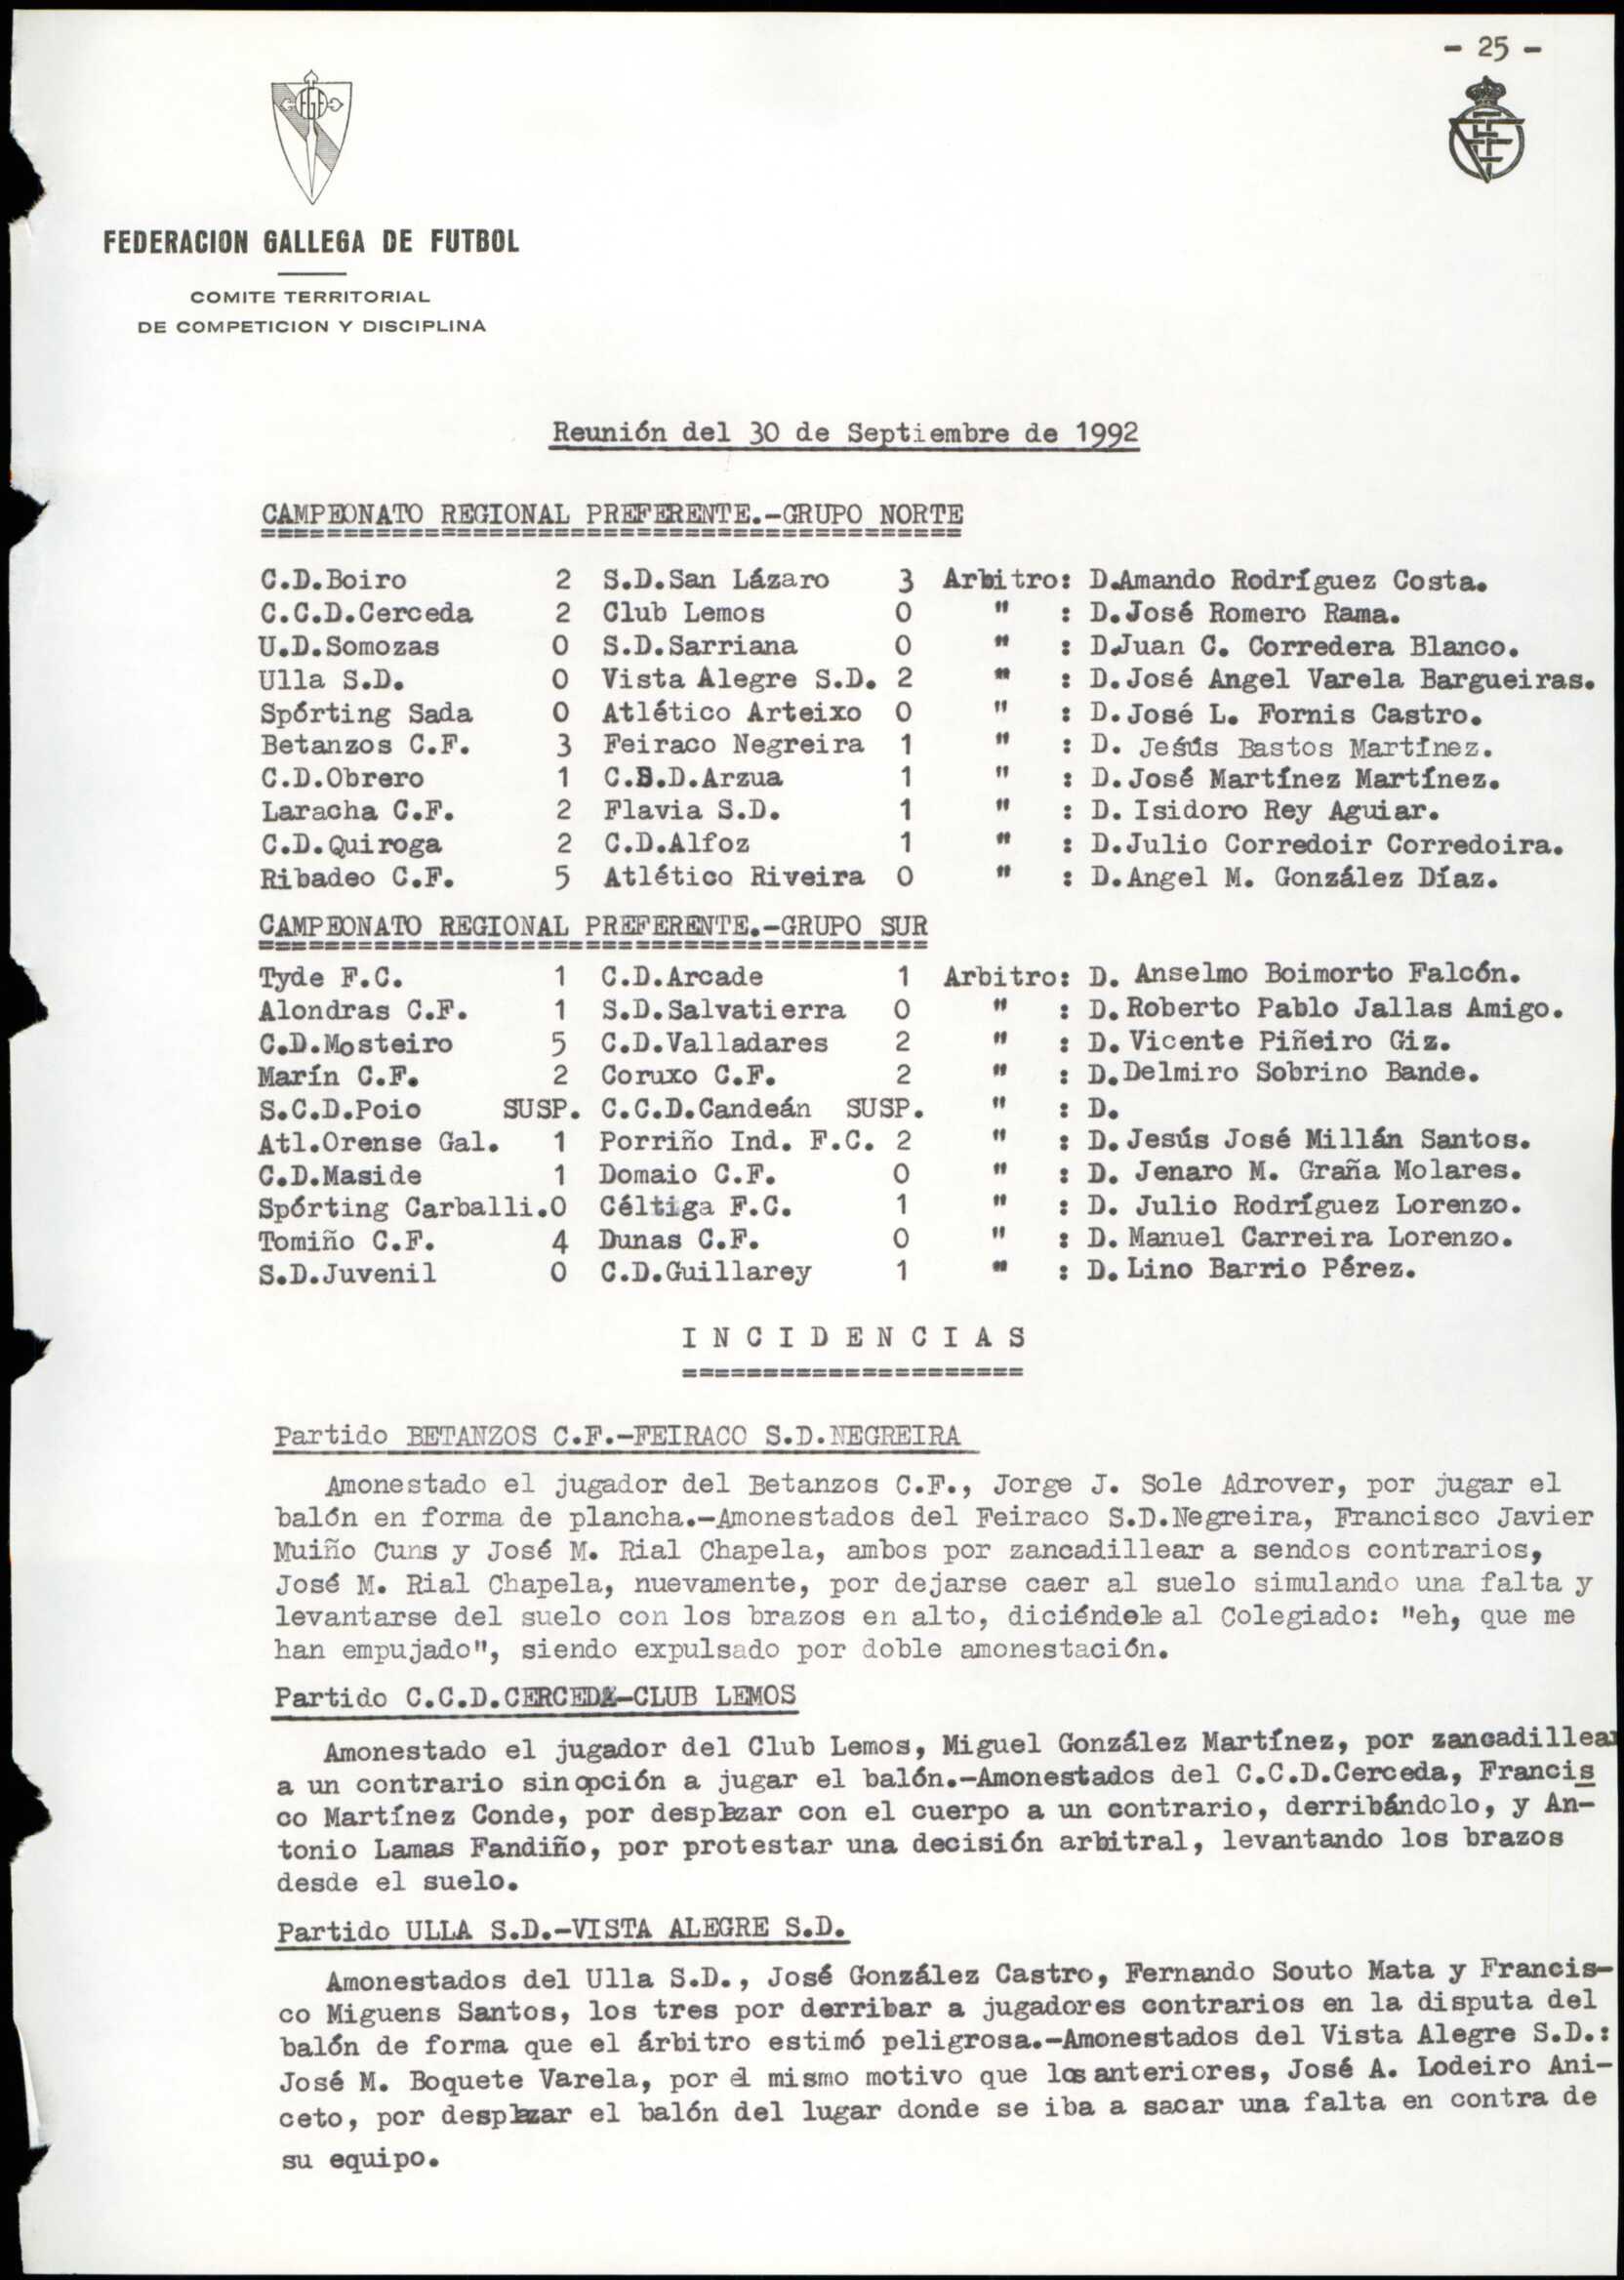 - 25 -
FEDERACION GALLEGA DE FUTBOL
COMITE TERRITORIAL
DE COMPETICION Y DISCIPLINA
Reunión del 30 de Septiembre de 1992
CAMPEONATO REGIONAL PREFERENTE.-GRUPO NORTE
C.D.Boiro 2 S.D.San Lázaro 3 Arbitro: D.Amando Rodríguez Costa.
C.C.D.Cerceda 2 Club Lemos 0 " : D.José Romero Rama.
U.D.Somozas 0 S.D.Sarriana 0 " : D.Juan C. Corredera Blanco.
Ulla S.D. 0 Vista Alegre S.D. 2 " : D.José Angel Varela Bargueiras.
Spórting Sada 0 Atlético Arteixo 0 " : D.José L. Fornis Castro.
Betanzos C.F. 3 Feiraco Negreira 1 " : D. Jesús Bastos Martínez.
C.D.Obrero 1 C.S.D.Arzua 1 " : D.José Martínez Martínez.
Laracha C.F. 2 Flavia S.D. 1 " : D. Isidoro Rey Aguiar.
C.D.Quiroga 2 C.D.Alfoz 1 " : D.Julio Corredoir Corredoira.
Ribadeo C.F. 5 Atlético Riveira 0 " : D.Angel M. González Díaz.
CAMPEONATO REGIONAL PREFERENTE.-GRUPO SUR
Tyde F.C. 1 C.D.Arcade 1 Arbitro: D. Anselmo Boimorto Falcón.
Alondras C.F. 1 S.D.Salvatierra 0 " : D.Roberto Pablo Jallas Amigo.
C.D.Mosteiro 5 C.D.Valladares 2 " : D.Vicente Piñeiro Giz.
Marín C.F. 2 Coruxo C.F. 2 " : D.Delmiro Sobrino Bande.
S.C.D.Poio SUSP. C.C.D.Candeán SUSP. " : D.
Atl.Orense Gal. 1 Porriño Ind. F.C. 2 " : D.Jesús José Millán Santos.
C.D.Maside 1 Domaio C.F. 0 " : D. Jenaro M. Graña Molares.
Spórting Carballi.0 Céltiga F.C. 1 " : D. Julio Rodríguez Lorenzo.
Tomiño C.F. 4 Dunas C.F. 0 " : D. Manuel Carreira Lorenzo.
S.D.Juvenil 0 C.D.Guillarey 1 " : D. Lino Barrio Pérez.
I N C I D E N C I A S
Partido BETANZOS C.F.-FEIRACO S.D.NEGREIRA
Amonestado el jugador del Betanzos C.F., Jorge J. Sole Adrover, por jugar el
balón en forma de plancha.-Amonestados del Feiraco S.D.Negreira, Francisco Javier
Muiño Cuns y José M. Rial Chapela, ambos por zancadillear a sendos contrarios,
José M. Rial Chapela, nuevamente, por dejarse caer al suelo simulando una falta y
levantarse del suelo con los brazos en alto, diciéndole al Colegiado: "eh, que me
han empujado", siendo expulsado por doble amonestación.
Partido C.C.D.CERCEDA-CLUB LEMOS
Amonestado el jugador del Club Lemos, Miguel González Martínez, por zancadillear
a un contrario sin opción a jugar el balón.-Amonestados del C.C.D.Cerceda, Francis
co Martínez Conde, por desplazar con el cuerpo a un contrario, derribándolo, y An-
tonio Lamas Fandiño, por protestar una decisión arbitral, levantando los brazos
desde el suelo.
Partido ULLA S.D.-VISTA ALEGRE S.D.
Amonestados del Ulla S.D., José González Castro, Fernando Souto Mata y Francis-
co Miguens Santos, los tres por derribar a jugadores contrarios en la disputa del
balón de forma que el árbitro estimó peligrosa.-Amonestados del Vista Alegre S.D.:
José M. Boquete Varela, por el mismo motivo que los anteriores, José A. Lodeiro Ani-
ceto, por desplazar el balón del lugar donde se iba a sacar una falta en contra de
su equipo.